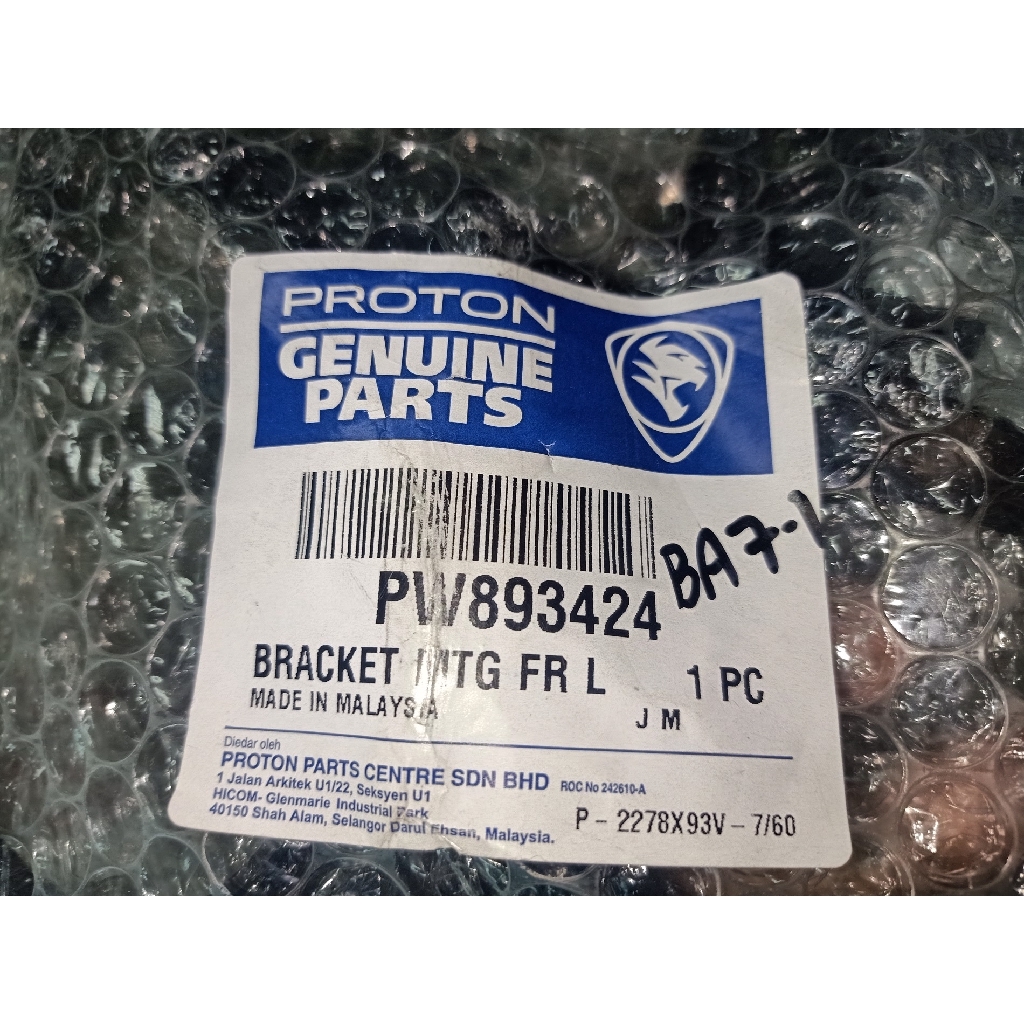 PROTON
GENUINE
PARTS
BA7-1
PW893424
BRACKET MTG FR L 1 PC
MADE IN MALAYSIA J M
Diedar oleh
PROTON PARTS CENTRE SDN BHD ROC No 242610-A
1 Jalan Arkitek U1/22, Seksyen U1
HICOM- Glenmarie Industrial Park
40150 Shah Alam, Selangor Darul Ehsan, Malaysia.
P - 2278X93V - 7/60